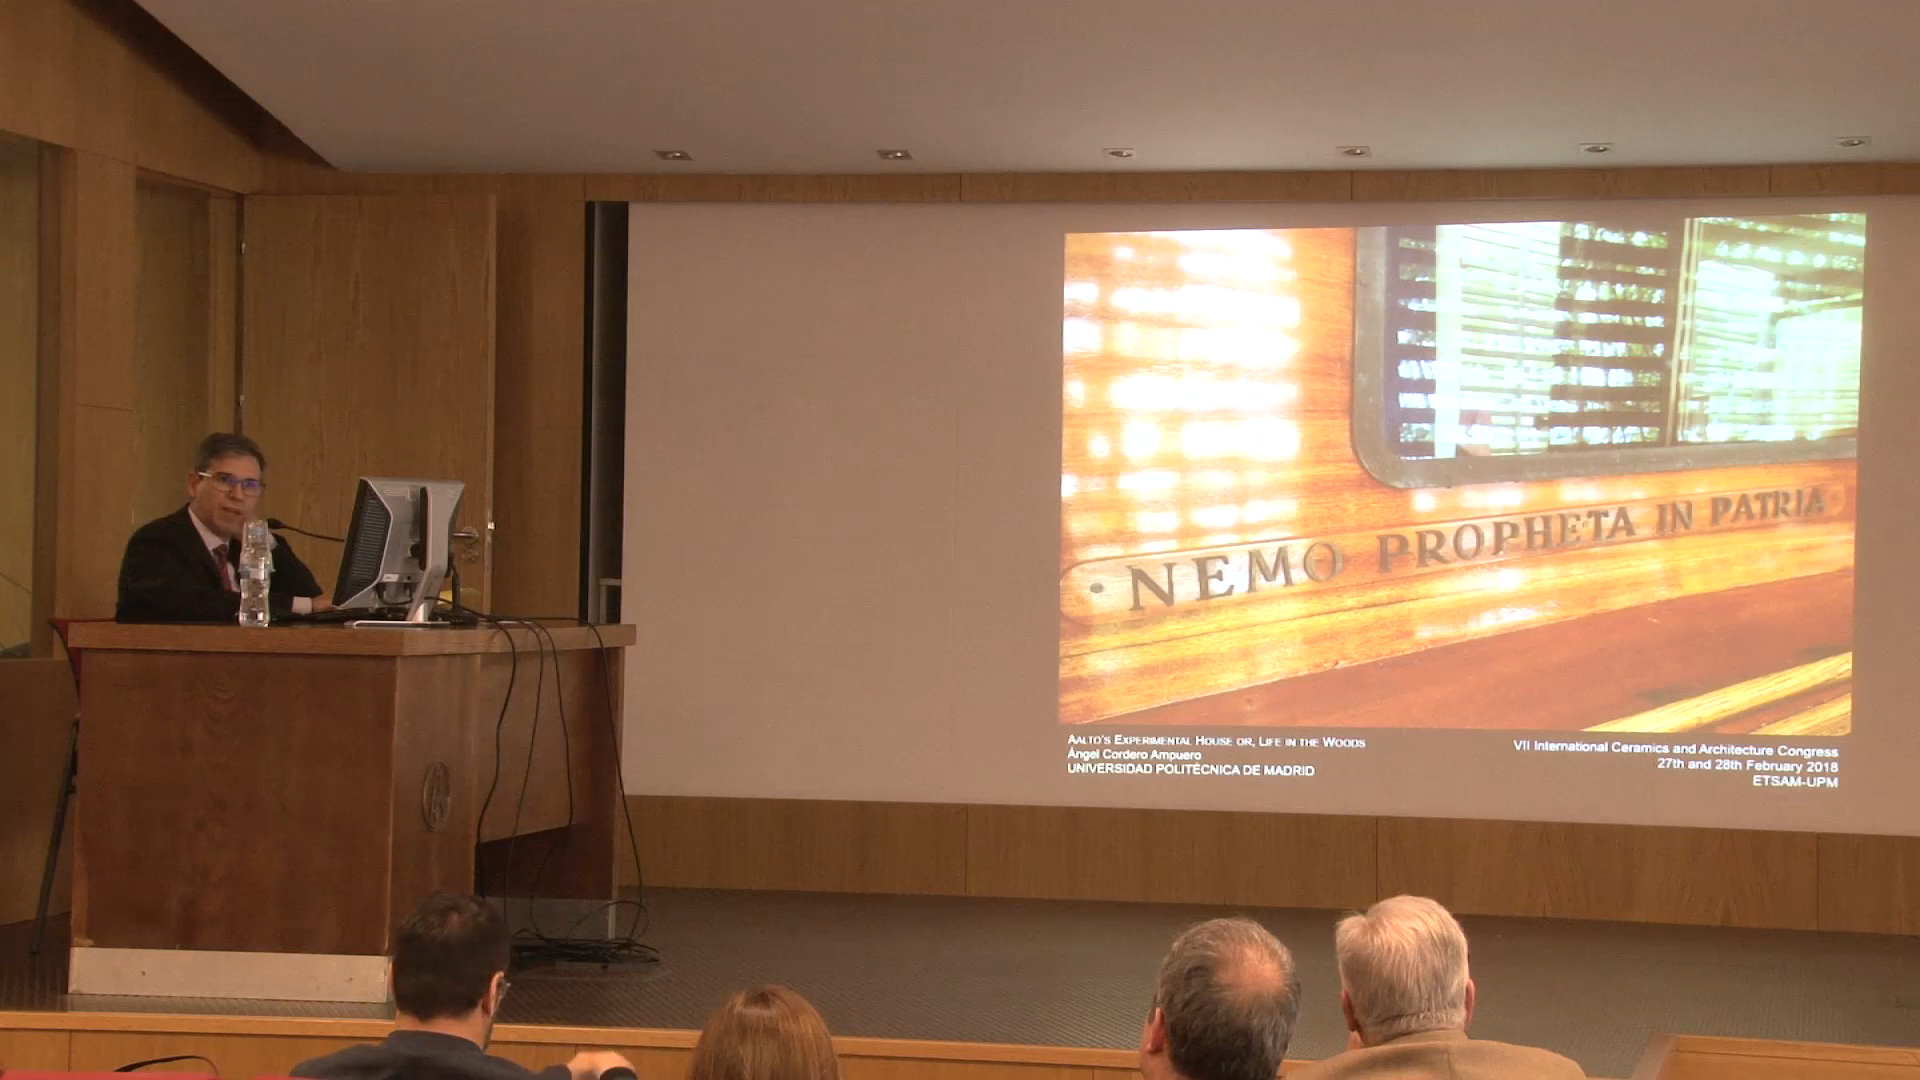 · NEMO PROPHETA IN PATRIA ·
AALTO'S EXPERIMENTAL HOUSE OR, LIFE IN THE WOODS
Ángel Cordero Ampuero
UNIVERSIDAD POLITÉCNICA DE MADRID
VII International Ceramics and Architecture Congress
27th and 28th February 2018
ETSAM-UPM